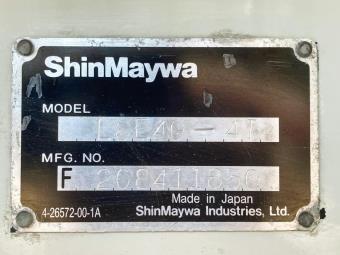 ShinMaywa
MODEL
MFG. NO.
F
Made in Japan
4-26572-00-1A ShinMaywa Industries, Ltd.